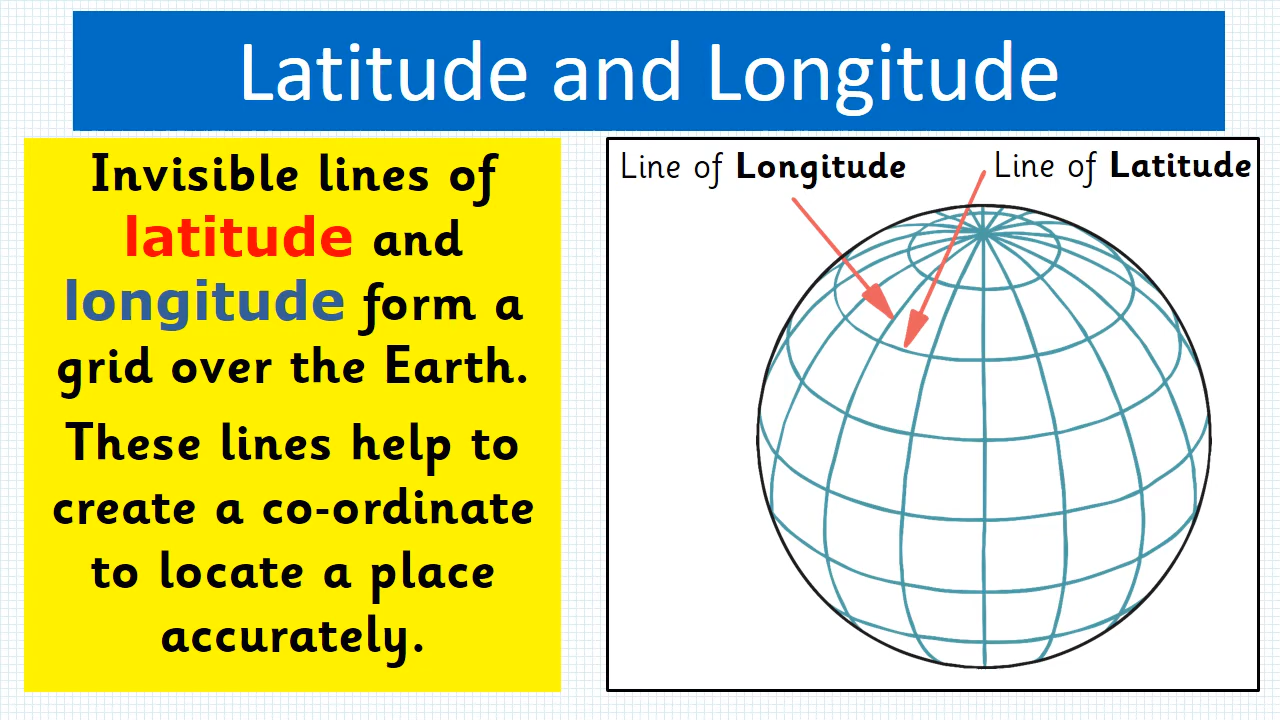 Latitude and Longitude
Invisible lines of
latitude and
longitude form a
grid over the Earth.
These lines help to
create a co-ordinate
to locate a place
accurately.
Line of Longitude
Line of Latitude